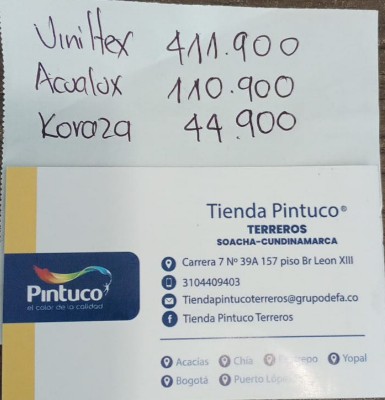 Viniltex 411.900
Acualux 110.900
Koraza 44.900
Tienda Pintuco®
TERREROS
SOACHA-CUNDINAMARCA
Carrera 7 Nº 39A 157 piso Br Leon XIII
3104409403
Tiendapintucoterreros@grupodefa.co
Tienda Pintuco Terreros
Pintuco
el color de la calidad
Acacias Chía Yopal
Bogotá Puerto